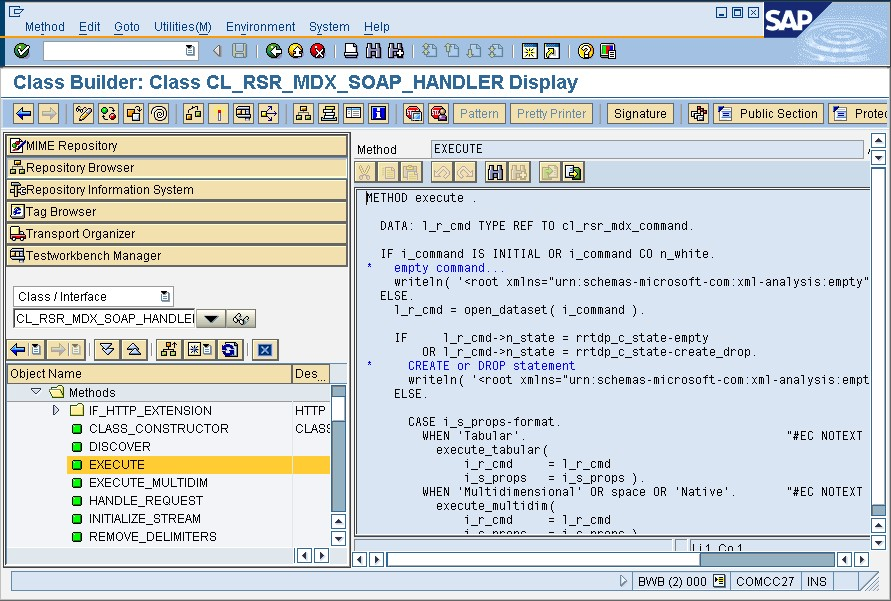 Method Edit Goto Utilities(M) Environment System Help
SAP
Class Builder: Class CL_RSR_MDX_SOAP_HANDLER Display
Pattern Pretty Printer Signature Public Section Protec
MIME Repository
Repository Browser
Repository Information System
Tag Browser
Transport Organizer
Testworkbench Manager
Class / Interface
CL_RSR_MDX_SOAP_HANDLEI
Object Name Des...
Methods
IF_HTTP_EXTENSION HTTP
CLASS_CONSTRUCTOR CLASS
DISCOVER
EXECUTE
EXECUTE_MULTIDIM
HANDLE_REQUEST
INITIALIZE_STREAM
REMOVE_DELIMITERS
Method EXECUTE
METHOD execute .
DATA: l_r_cmd TYPE REF TO cl_rsr_mdx_command.
IF i_command IS INITIAL OR i_command CO n_white.
* empty command...
writeln( '<root xmlns="urn:schemas-microsoft-com:xml-analysis:empty"
ELSE.
l_r_cmd = open_dataset( i_command ).
IF l_r_cmd->n_state = rrtdp_c_state-empty
OR l_r_cmd->n_state = rrtdp_c_state-create_drop.
* CREATE or DROP statement
writeln( '<root xmlns="urn:schemas-microsoft-com:xml-analysis:empt
ELSE.
CASE i_s_props-format.
WHEN 'Tabular'. "#EC NOTEXT
execute_tabular(
i_r_cmd = l_r_cmd
i_s_props = i_s_props ).
WHEN 'Multidimensional' OR space OR 'Native'. "#EC NOTEXT
execute_multidim(
i_r_cmd = l_r_cmd
i_s_props = i_s_props )
Li 1, Co 1
BWB (2) 000 COMCC27 INS